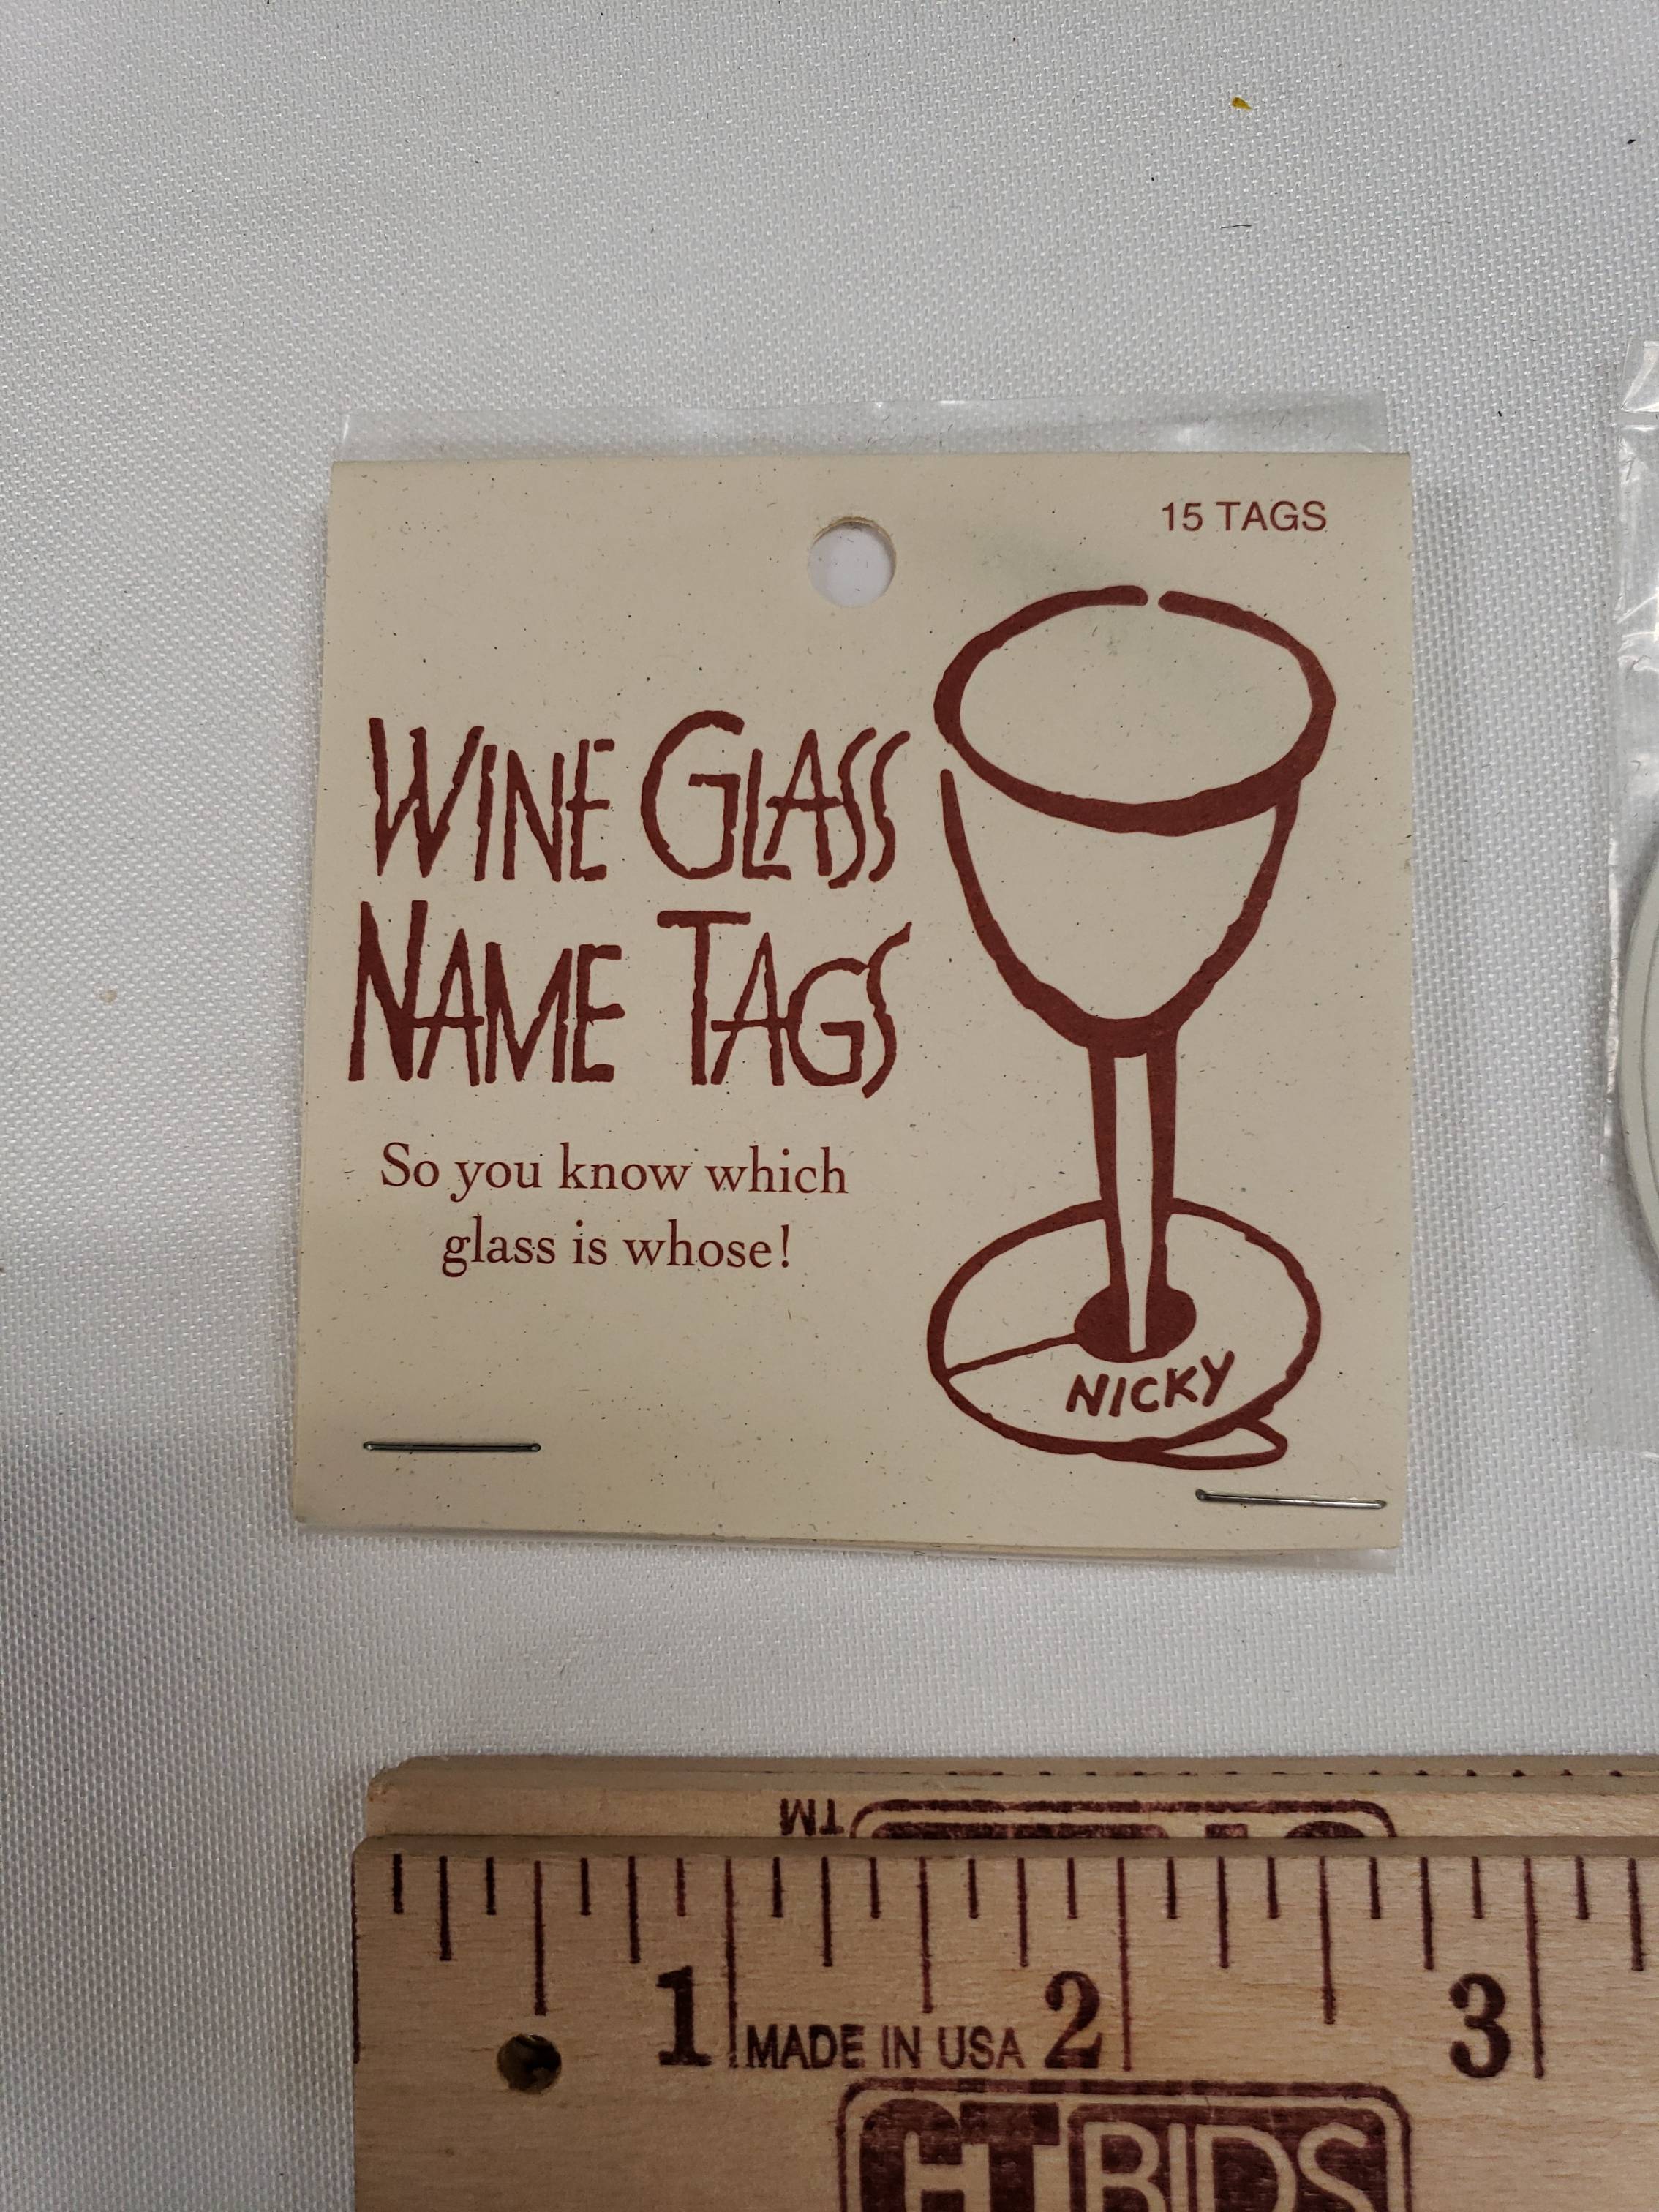 15 TAGS
WINE GLASS
NAME TAGS
So you know which
glass is whose!
NICKY
TM
1 2 3
MADE IN USA
CTBIDS